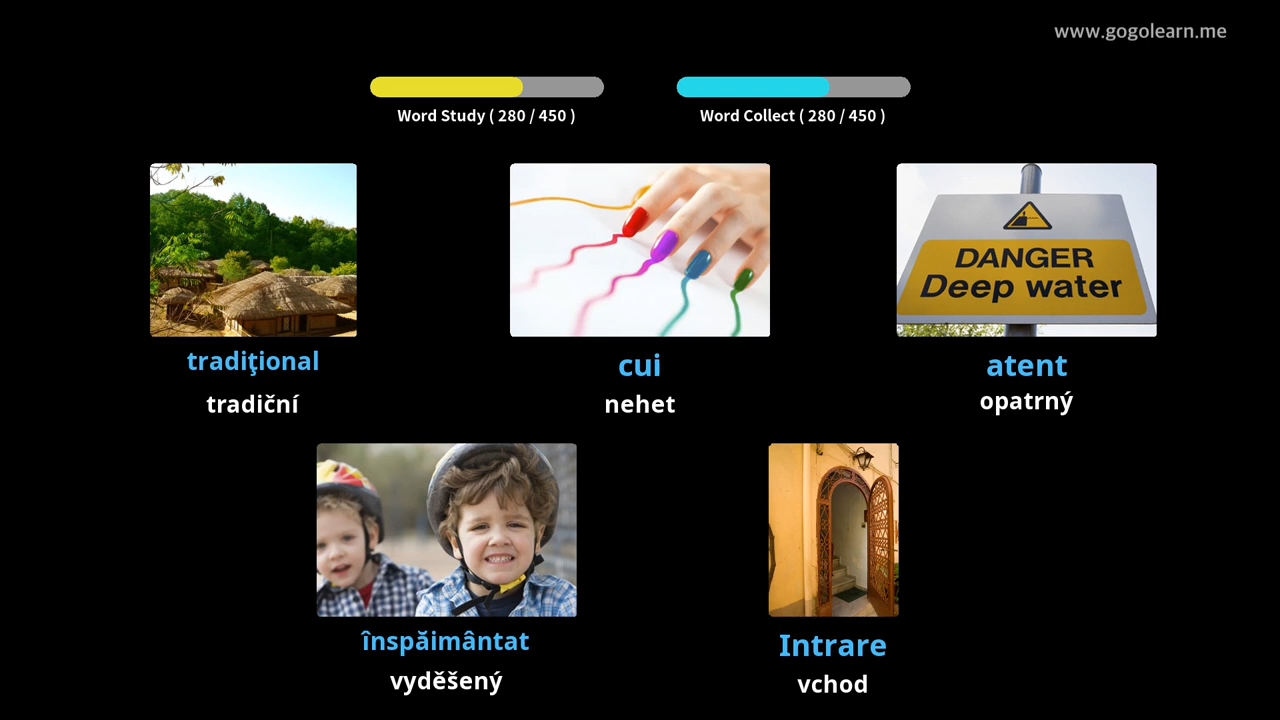 www.gogolearn.me
Word Study ( 280 / 450 )
Word Collect ( 280 / 450 )
DANGER
Deep water
tradiţional
cui
atent
tradiční
nehet
opatrný
înspăimântat
Intrare
vyděšený
vchod